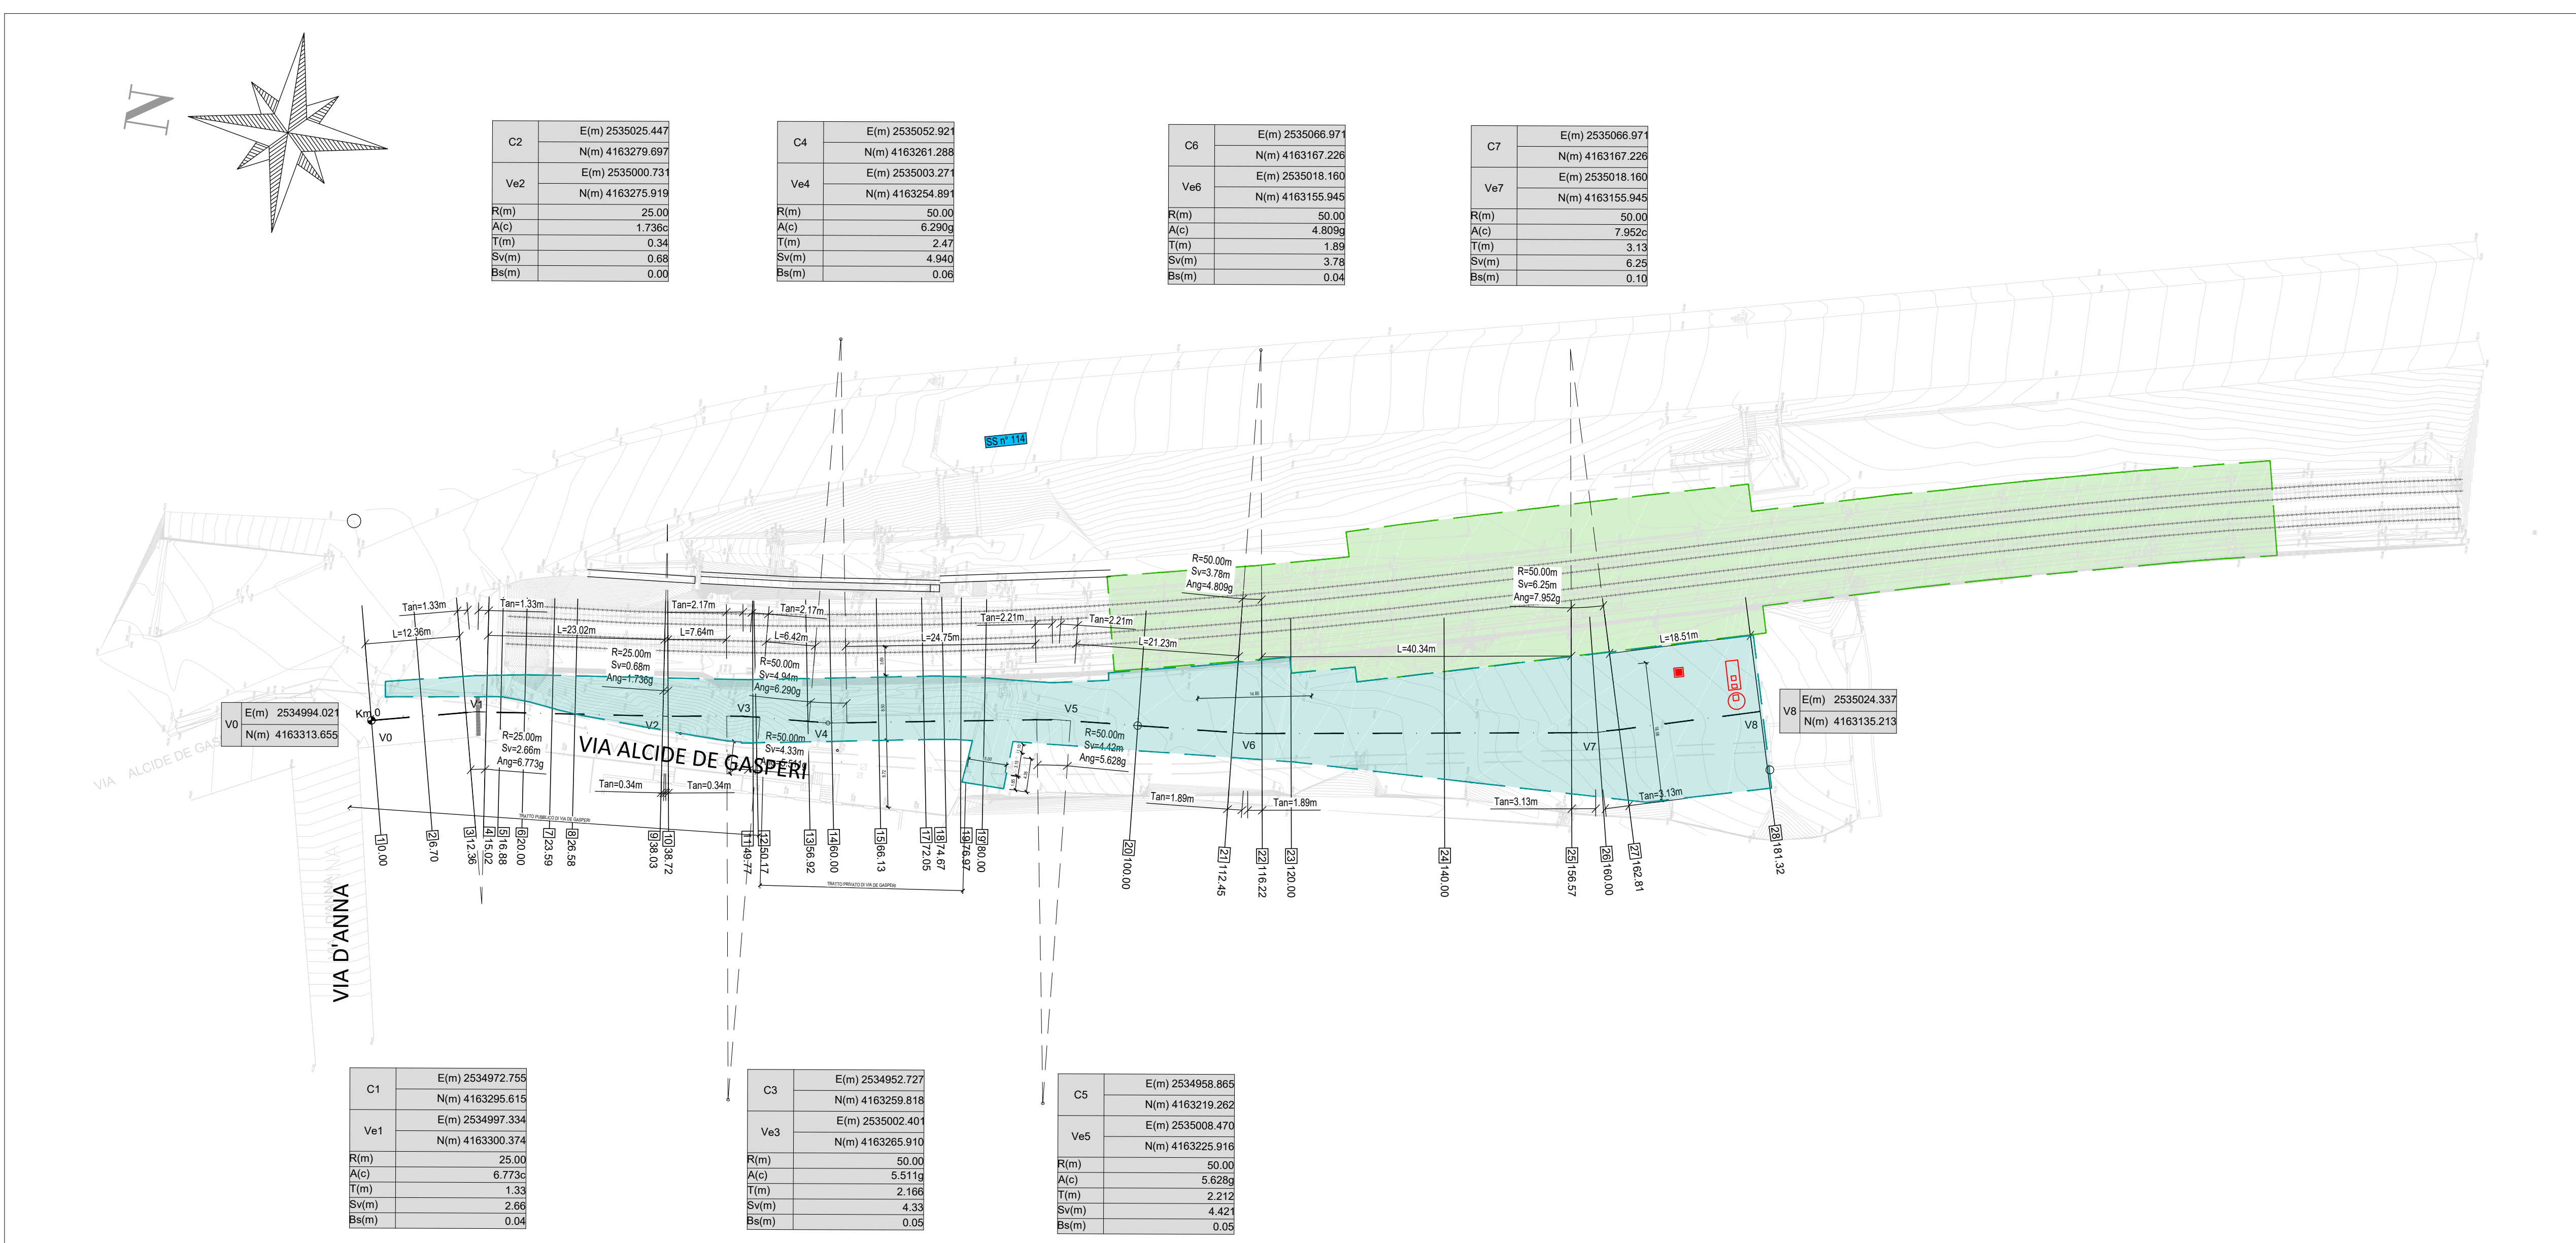 N
C2
E(m) 2535025.447
N(m) 4163279.697
Ve2
E(m) 2535000.731
N(m) 4163275.919
R(m) 25.00
A(c) 1.736c
T(m) 0.34
Sv(m) 0.68
Bs(m) 0.00
C4
E(m) 2535052.921
N(m) 4163261.288
Ve4
E(m) 2535003.271
N(m) 4163254.891
R(m) 50.00
A(c) 6.290g
T(m) 2.47
Sv(m) 4.940
Bs(m) 0.06
C6
E(m) 2535066.971
N(m) 4163167.226
Ve6
E(m) 2535018.160
N(m) 4163155.945
R(m) 50.00
A(c) 4.809g
T(m) 1.89
Sv(m) 3.78
Bs(m) 0.04
C7
E(m) 2535066.971
N(m) 4163167.226
Ve7
E(m) 2535018.160
N(m) 4163155.945
R(m) 50.00
A(c) 7.952c
T(m) 3.13
Sv(m) 6.25
Bs(m) 0.10
SS n° 114
R=50.00m
Sv=3.78m
Ang=4.809g
R=50.00m
Sv=6.25m
Ang=7.952g
Tan=1.33m
Tan=1.33m
Tan=2.17m
Tan=2.17m
Tan=2.21m
Tan=2.21m
L=12.36m
L=23.02m
L=7.64m
L=6.42m
L=24.75m
L=21.23m
L=40.34m
L=18.51m
R=25.00m
Sv=0.68m
Ang=1.736g
R=50.00m
Sv=4.94m
Ang=6.290g
V0
E(m) 2534994.021
N(m) 4163313.655
Km 0
V0
V1
V2
V3
V4
V5
V6
V7
V8
V8
E(m) 2535024.337
N(m) 4163135.213
R=25.00m
Sv=2.66m
Ang=6.773g
R=50.00m
Sv=4.33m
Ang=5.511g
R=50.00m
Sv=4.42m
Ang=5.628g
VIA ALCIDE DE GASPERI
VIA ALCIDE DE GAS
Tan=0.34m
Tan=0.34m
Tan=1.89m
Tan=1.89m
Tan=3.13m
Tan=3.13m
TRATTO PUBBLICO DI VIA DE GASPERI
1 0.00
2 6.70
3 12.36
4 15.02
5 16.88
6 20.00
7 23.59
8 26.58
9 38.03
10 38.72
11 49.77
12 50.17
13 56.92
14 60.00
15 66.13
17 72.05
18 74.67
19 76.97
19 80.00
20 100.00
21 112.45
22 116.22
23 120.00
24 140.00
25 156.57
26 160.00
27 162.81
28 181.32
TRATTO PRIVATO DI VIA DE GASPERI
VIA D'ANNA
C1
E(m) 2534972.755
N(m) 4163295.615
Ve1
E(m) 2534997.334
N(m) 4163300.374
R(m) 25.00
A(c) 6.773c
T(m) 1.33
Sv(m) 2.66
Bs(m) 0.04
C3
E(m) 2534952.727
N(m) 4163259.818
Ve3
E(m) 2535002.401
N(m) 4163265.910
R(m) 50.00
A(c) 5.511g
T(m) 2.166
Sv(m) 4.33
Bs(m) 0.05
C5
E(m) 2534958.865
N(m) 4163219.262
Ve5
E(m) 2535008.470
N(m) 4163225.916
R(m) 50.00
A(c) 5.628g
T(m) 2.212
Sv(m) 4.421
Bs(m) 0.05